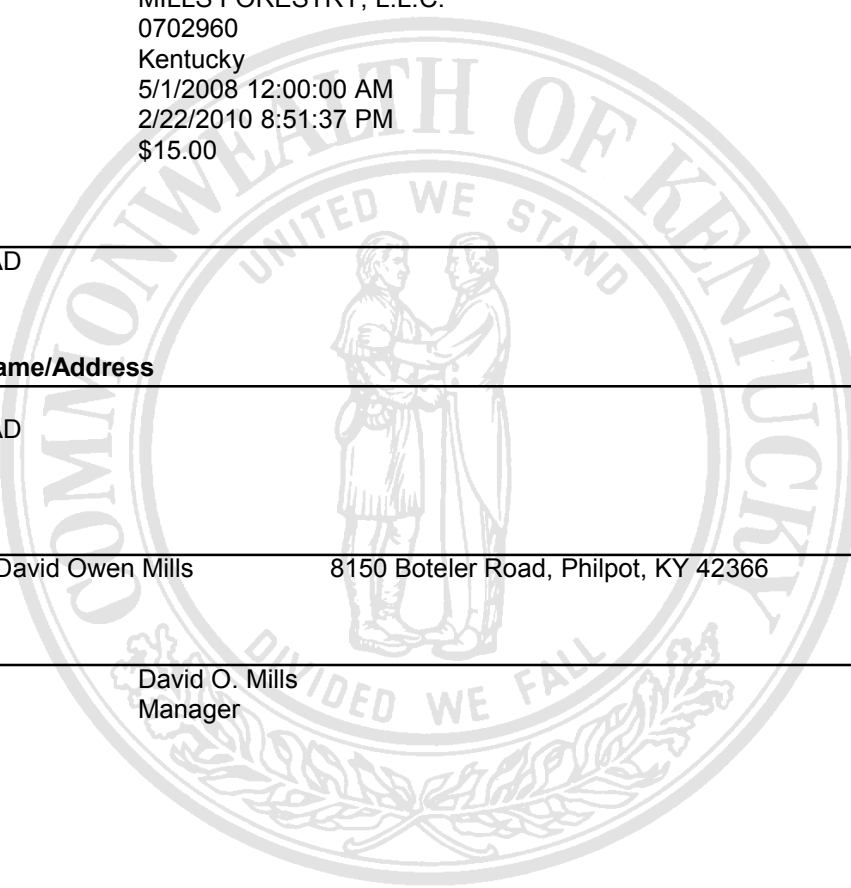 MILLS FORESTRY, L.L.C.
0702960
Kentucky
5/1/2008 12:00:00 AM
2/22/2010 8:51:37 PM
$15.00
AD
ame/Address
AD
David Owen Mills 8150 Boteler Road, Philpot, KY 42366
David O. Mills
Manager
COMMONWEALTH OF KENTUCKY
UNITED WE STAND
DIVIDED WE FALL